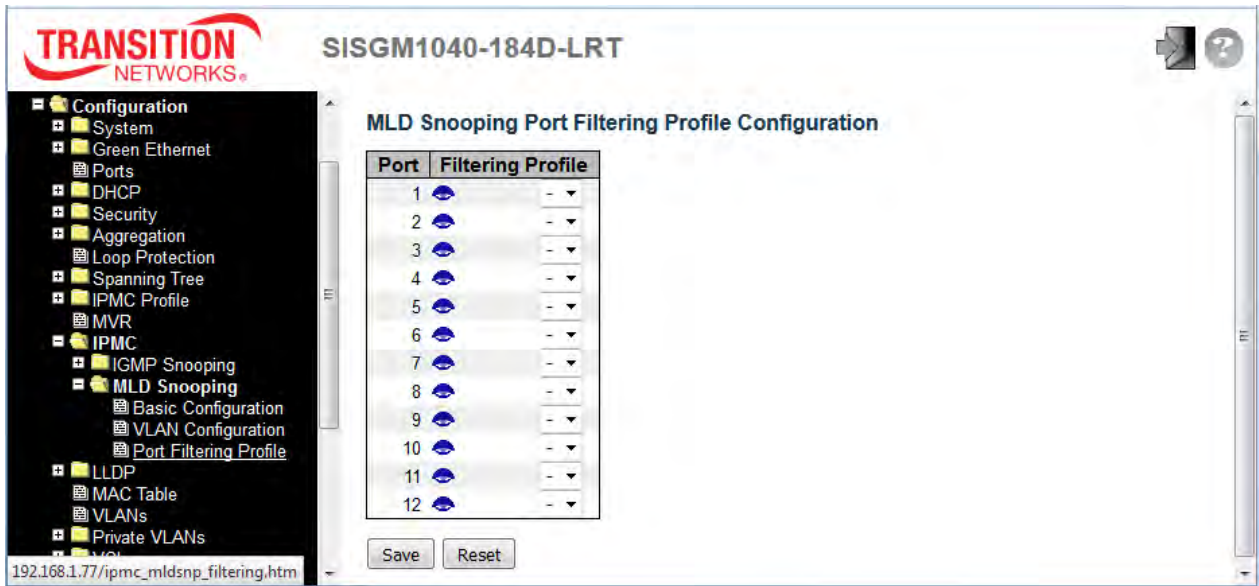 TRANSITION
NETWORKS®
SISGM1040-184D-LRT
?
Configuration
System
Green Ethernet
Ports
DHCP
Security
Aggregation
Loop Protection
Spanning Tree
IPMC Profile
MVR
IPMC
IGMP Snooping
MLD Snooping
Basic Configuration
VLAN Configuration
Port Filtering Profile
LLDP
MAC Table
VLANs
Private VLANs
192.168.1.77/ipmc_mldsnp_filtering.htm
MLD Snooping Port Filtering Profile Configuration
Port Filtering Profile
1 -
2 -
3 -
4 -
5 -
6 -
7 -
8 -
9 -
10 -
11 -
12 -
Save Reset